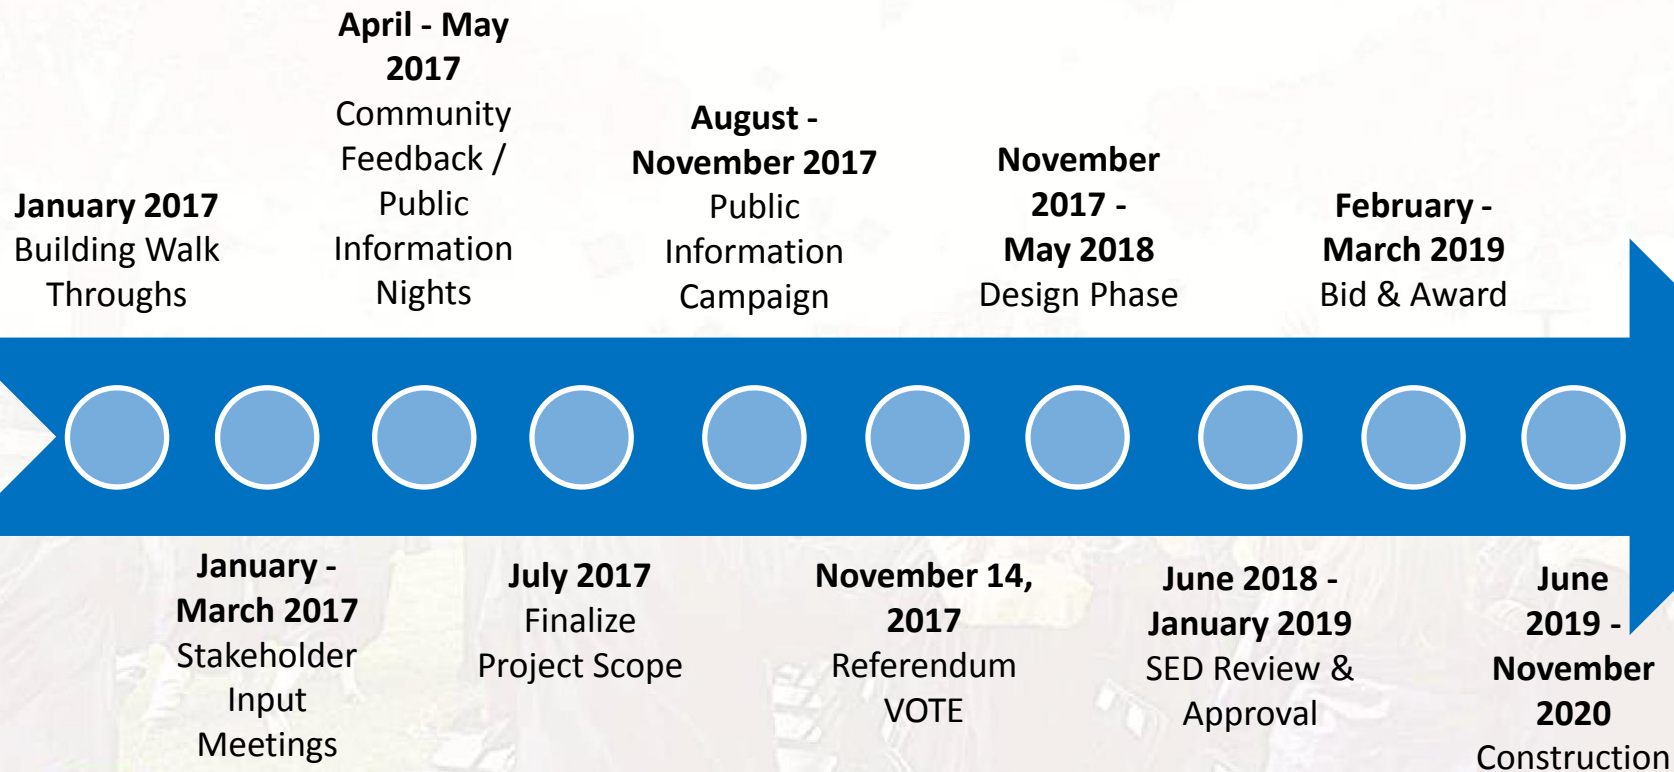 January 2017
Building Walk
Throughs
January -
March 2017
Stakeholder
Input
Meetings
April - May
2017
Community
Feedback /
Public
Information
Nights
July 2017
Finalize
Project Scope
August -
November 2017
Public
Information
Campaign
November 14,
2017
Referendum
VOTE
November
2017 -
May 2018
Design Phase
June 2018 -
January 2019
SED Review &
Approval
February -
March 2019
Bid & Award
June
2019 -
November
2020
Construction